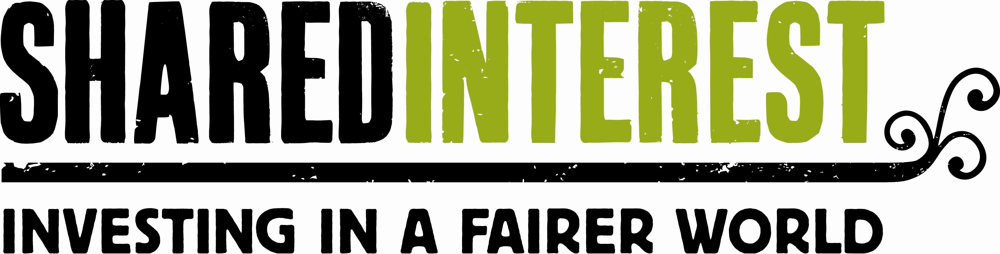 SHAREDINTEREST
INVESTING IN A FAIRER WORLD